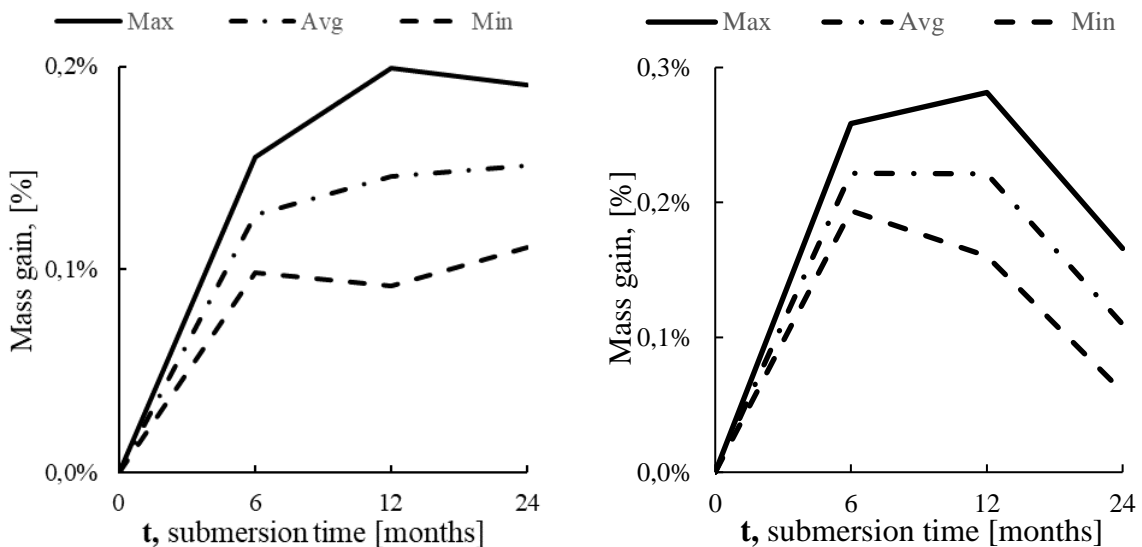 Max Avg Min
0,2%
0,1%
0,0%
Mass gain, [%]
0 6 12 24
t, submersion time [months]
Max Avg Min
0,3%
0,2%
0,1%
0,0%
Mass gain, [%]
0 6 12 24
t, submersion time [months]